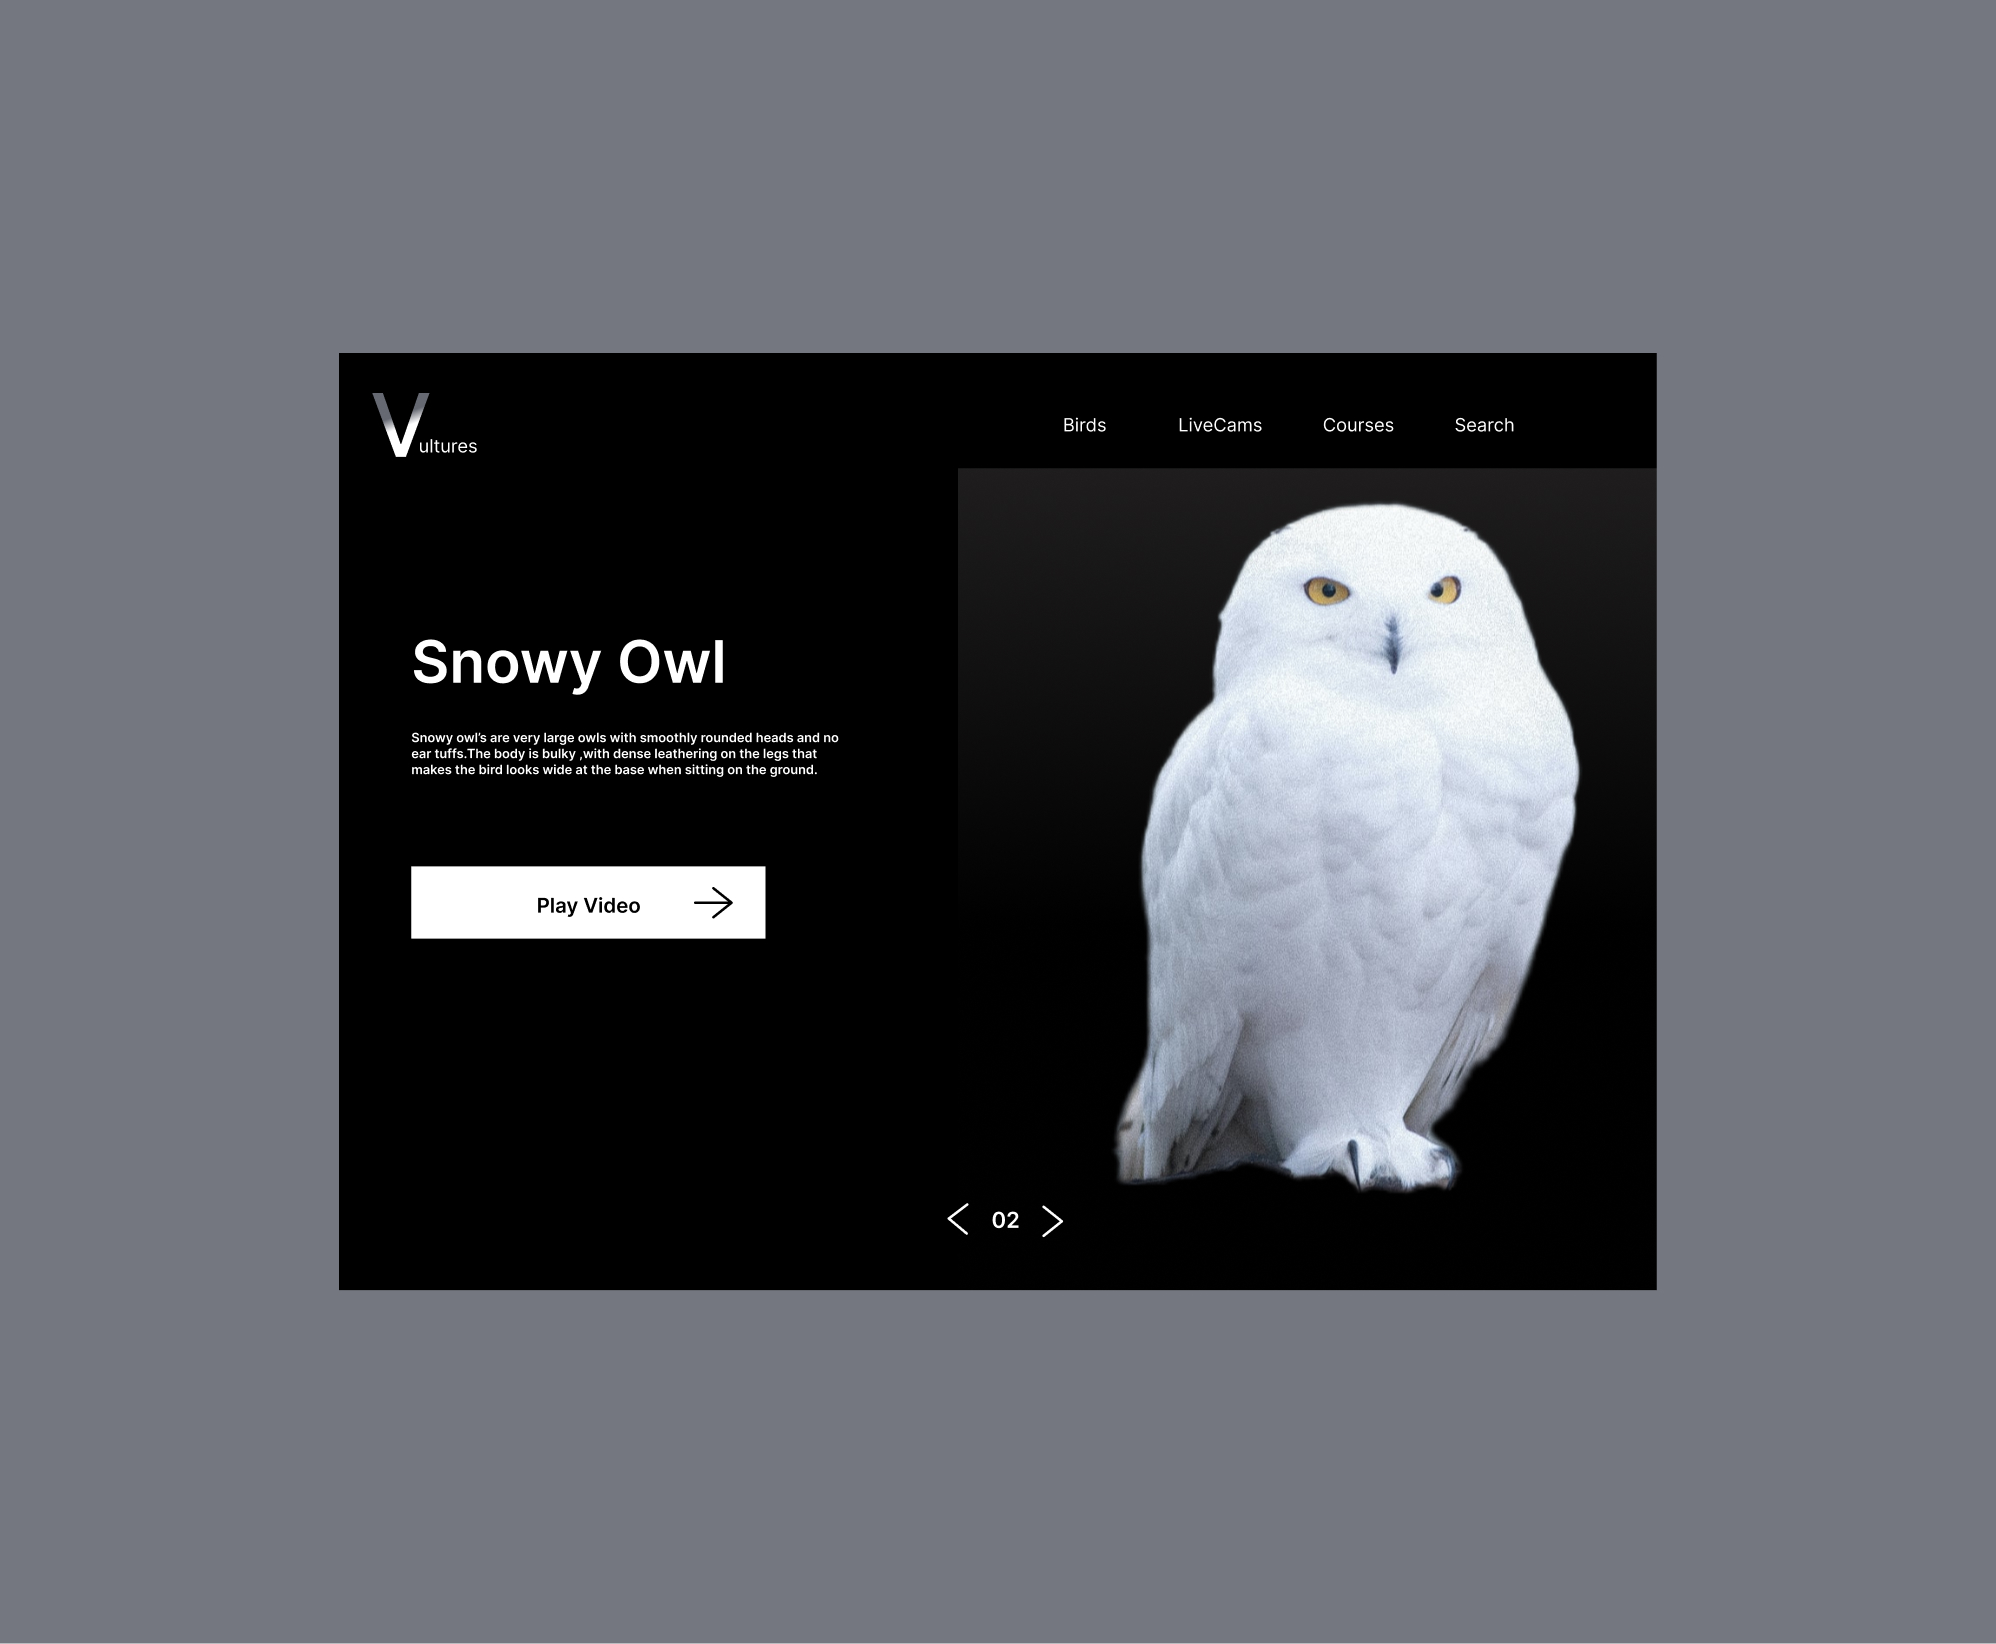 Vultures
Birds LiveCams Courses Search
Snowy Owl
Snowy owl's are very large owls with smoothly rounded heads and no
ear tuffs.The body is bulky ,with dense leathering on the legs that
makes the bird looks wide at the base when sitting on the ground.
Play Video
02